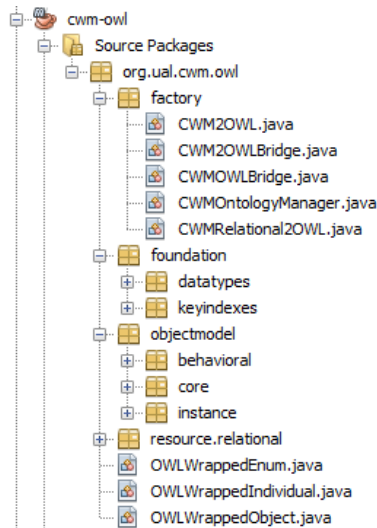 cwm-owl
Source Packages
org.ual.cwm.owl
factory
CWM2OWL.java
CWM2OWLBridge.java
CWMOWLBridge.java
CWMOntologyManager.java
CWMRelational2OWL.java
foundation
datatypes
keyindexes
objectmodel
behavioral
core
instance
resource.relational
OWLWrappedEnum.java
OWLWrappedIndividual.java
OWLWrappedObject.java